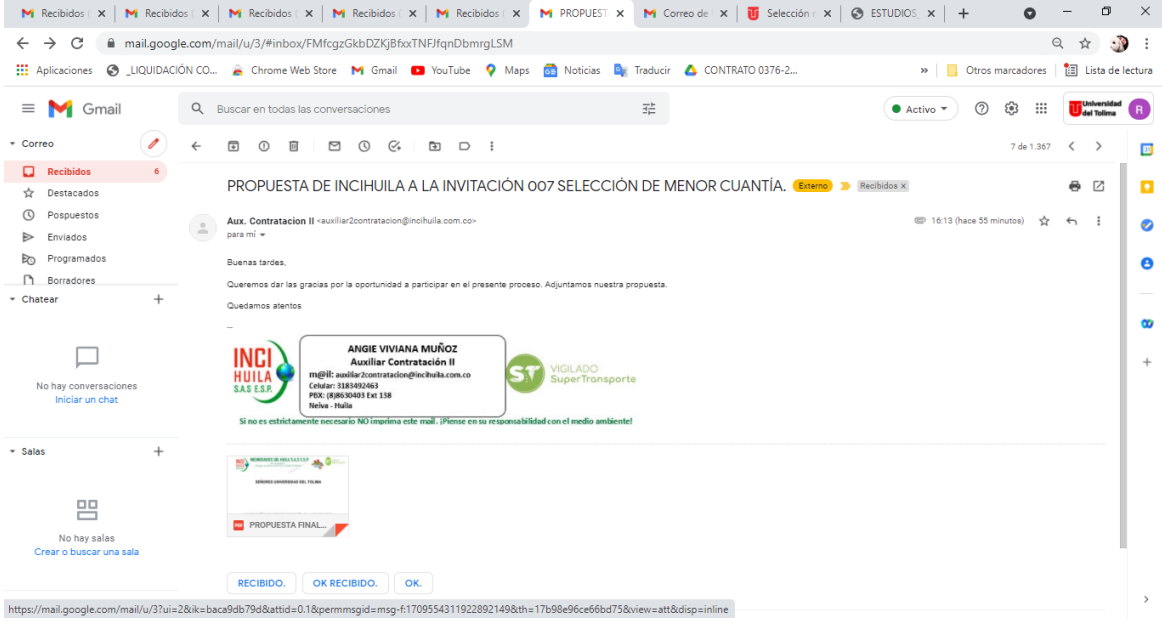 Recibidos (
Recibidos (
Recibidos (
Recibidos (
Recibidos (
PROPUEST
Correo de
Selección
ESTUDIOS_
mail.google.com/mail/u/3/#inbox/FMfcgzGkbDZKjBfxxTNFJfqnDbmrgLSM
Aplicaciones
_LIQUIDACIÓN CO...
Chrome Web Store
Gmail
YouTube
Maps
Noticias
Traducir
CONTRATO 0376-2...
»
Otros marcadores
Lista de lectura
Gmail
Buscar en todas las conversaciones
Activo
Universidad
del Tolima
R
Correo
Recibidos 6
Destacados
Pospuestos
Enviados
Programados
Borradores
Chatear
No hay conversaciones
Iniciar un chat
Salas
No hay salas
Crear o buscar una sala
7 de 1.367
PROPUESTA DE INCIHUILA A LA INVITACIÓN 007 SELECCIÓN DE MENOR CUANTÍA. Externo Recibidos x
Aux. Contratacion II <auxiliar2contratacion@incihuila.com.co>
16:13 (hace 55 minutos)
para mí
Buenas tardes,
Queremos dar las gracias por la oportunidad a participar en el presente proceso. Adjuntamos nuestra propuesta.
Quedamos atentos
--
INCI
HUILA
S.A.S E.S.P.
ANGIE VIVIANA MUÑOZ
Auxiliar Contratación II
m@il: auxiliar2contratacion@incihuila.com.co
Celular: 3183492463
PBX: (8)8630403 Ext 138
Neiva - Huila
ST
VIGILADO
SuperTransporte
Si no es estrictamente necesario NO imprima este mail. ¡Piense en su responsabilidad con el medio ambiente!
SEÑORES UNIVERSIDAD DEL TOLIMA
PDF PROPUESTA FINAL...
RECIBIDO.
OK RECIBIDO.
OK.
https://mail.google.com/mail/u/3?ui=2&ik=baca9db79d&attid=0.1&permmsgid=msg-f:1709554311922892149&th=17b98e96ce66bd75&view=att&disp=inline